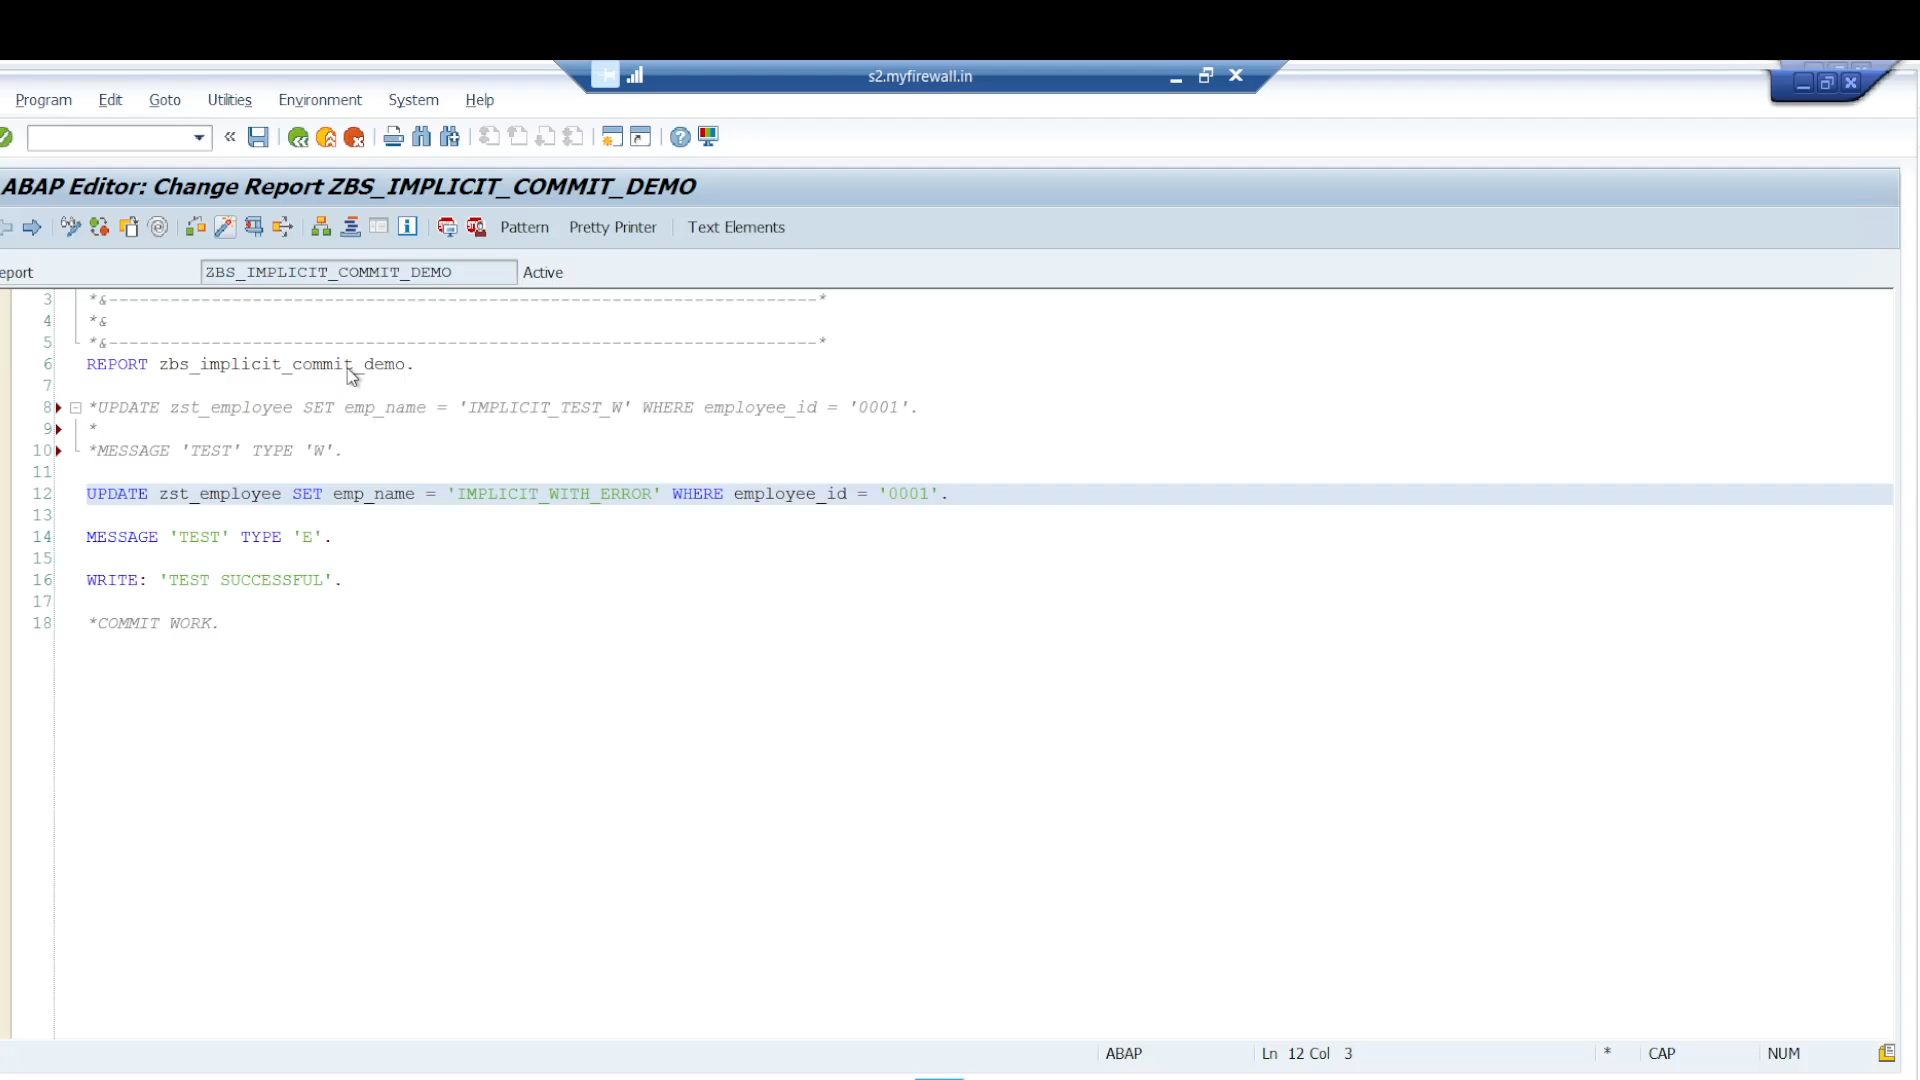 s2.myfirewall.in
Program Edit Goto Utilities Environment System Help
ABAP Editor: Change Report ZBS_IMPLICIT_COMMIT_DEMO
Pattern Pretty Printer Text Elements
eport ZBS_IMPLICIT_COMMIT_DEMO Active
3 *&---------------------------------------------------------------------*
4 *&
5 *&---------------------------------------------------------------------*
6 REPORT zbs_implicit_commit_demo.
7
8 *UPDATE zst_employee SET emp_name = 'IMPLICIT_TEST_W' WHERE employee_id = '0001'.
9 *
10 *MESSAGE 'TEST' TYPE 'W'.
11
12 UPDATE zst_employee SET emp_name = 'IMPLICIT_WITH_ERROR' WHERE employee_id = '0001'.
13
14 MESSAGE 'TEST' TYPE 'E'.
15
16 WRITE: 'TEST SUCCESSFUL'.
17
18 *COMMIT WORK.
ABAP Ln 12 Col 3 * CAP NUM